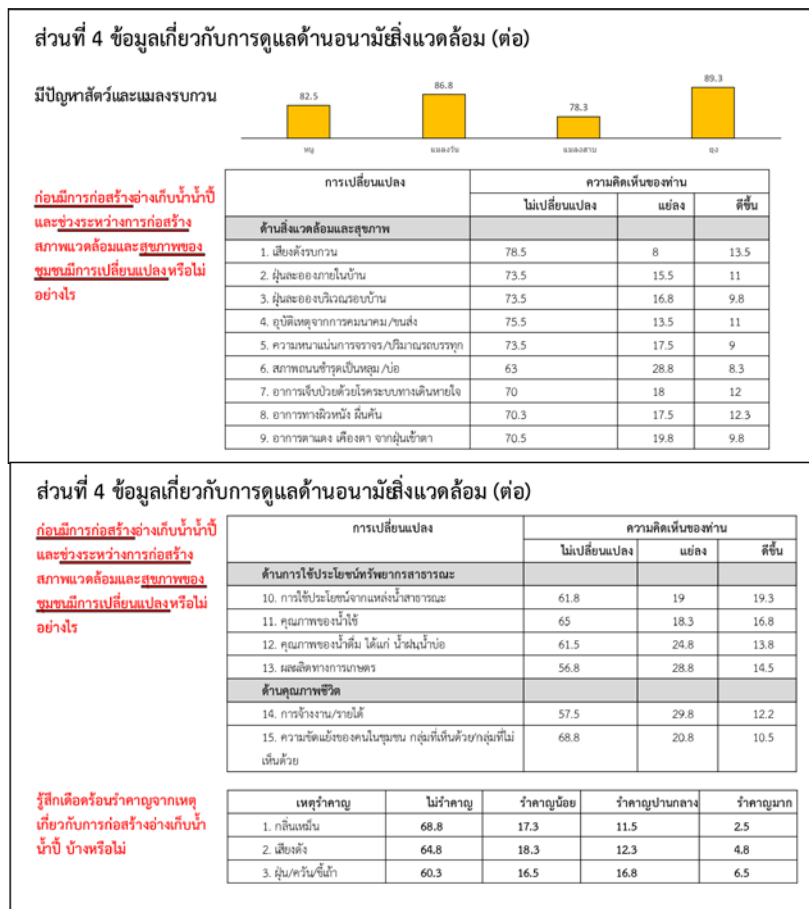 ส่วนที่ 4 ข้อมูลเกี่ยวกับการดูแลด้านอนามัยสิ่งแวดล้อม (ต่อ)
มีปัญหาสัตว์และแมลงรบกวน
82.5 86.8 78.3 89.3
หนู แมลงวัน แมลงสาบ ยุง
ก่อนมีการก่อสร้างอ่างเก็บน้ำน้ำปี้
และช่วงระหว่างการก่อสร้าง
สภาพแวดล้อมและสุขภาพของ
ชุมชนมีการเปลี่ยนแปลงหรือไม่
อย่างไร
การเปลี่ยนแปลง ความคิดเห็นของท่าน
ไม่เปลี่ยนแปลง แย่ลง ดีขึ้น
ด้านสิ่งแวดล้อมและสุขภาพ
1. เสียงดังรบกวน 78.5 8 13.5
2. ฝุ่นละอองภายในบ้าน 73.5 15.5 11
3. ฝุ่นละอองบริเวณรอบบ้าน 73.5 16.8 9.8
4. อุบัติเหตุจากการคมนาคม/ขนส่ง 75.5 13.5 11
5. ความหนาแน่นการจราจร/ปริมาณรถบรรทุก 73.5 17.5 9
6. สภาพถนนชำรุดเป็นหลุม/บ่อ 63 28.8 8.3
7. อาการเจ็บป่วยด้วยโรคระบบทางเดินหายใจ 70 18 12
8. อาการทางผิวหนัง ผื่นคัน 70.3 17.5 12.3
9. อาการตาแดง เคืองตา จากฝุ่นเข้าตา 70.5 19.8 9.8
ส่วนที่ 4 ข้อมูลเกี่ยวกับการดูแลด้านอนามัยสิ่งแวดล้อม (ต่อ)
ก่อนมีการก่อสร้างอ่างเก็บน้ำน้ำปี้
และช่วงระหว่างการก่อสร้าง
สภาพแวดล้อมและสุขภาพของ
ชุมชนมีการเปลี่ยนแปลงหรือไม่
อย่างไร
การเปลี่ยนแปลง ความคิดเห็นของท่าน
ไม่เปลี่ยนแปลง แย่ลง ดีขึ้น
ด้านการใช้ประโยชน์ทรัพยากรสาธารณะ
10. การใช้ประโยชน์จากแหล่งน้ำสาธารณะ 61.8 19 19.3
11. คุณภาพของน้ำใช้ 65 18.3 16.8
12. คุณภาพของน้ำดื่ม ได้แก่ น้ำฝนน้ำบ่อ 61.5 24.8 13.8
13. ผลผลิตทางการเกษตร 56.8 28.8 14.5
ด้านคุณภาพชีวิต
14. การจ้างงาน/รายได้ 57.5 29.8 12.2
15. ความขัดแย้งของคนในชุมชน กลุ่มที่เห็นด้วย/กลุ่มที่ไม่ 68.8 20.8 10.5
เห็นด้วย
รู้สึกเดือดร้อนรำคาญจากเหตุ
เกี่ยวกับการก่อสร้างอ่างเก็บน้ำ
น้ำปี้ บ้างหรือไม่
เหตุรำคาญ ไม่รำคาญ รำคาญน้อย รำคาญปานกลาง รำคาญมาก
1. กลิ่นเหม็น 68.8 17.3 11.5 2.5
2. เสียงดัง 64.8 18.3 12.3 4.8
3. ฝุ่น/ควัน/ขี้เถ้า 60.3 16.5 16.8 6.5